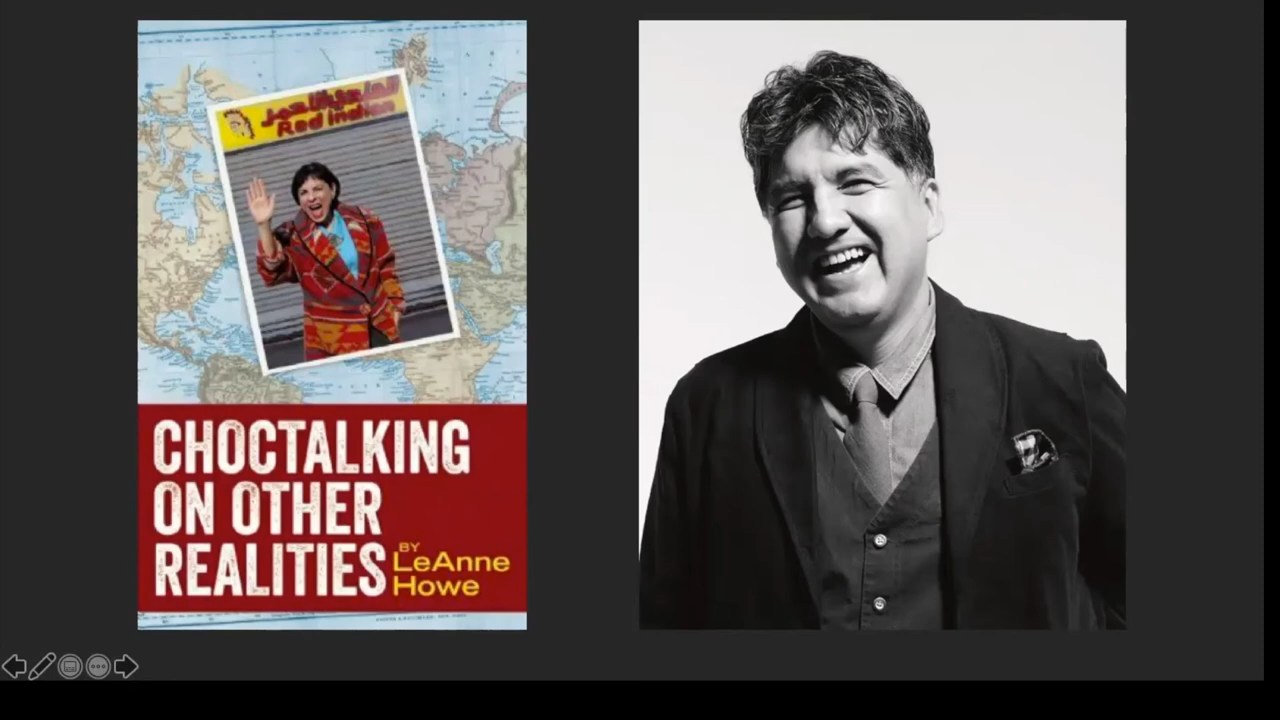 Red Indian
CHOCTALKING
ON OTHER
REALITIES
BY
LeAnne
Howe